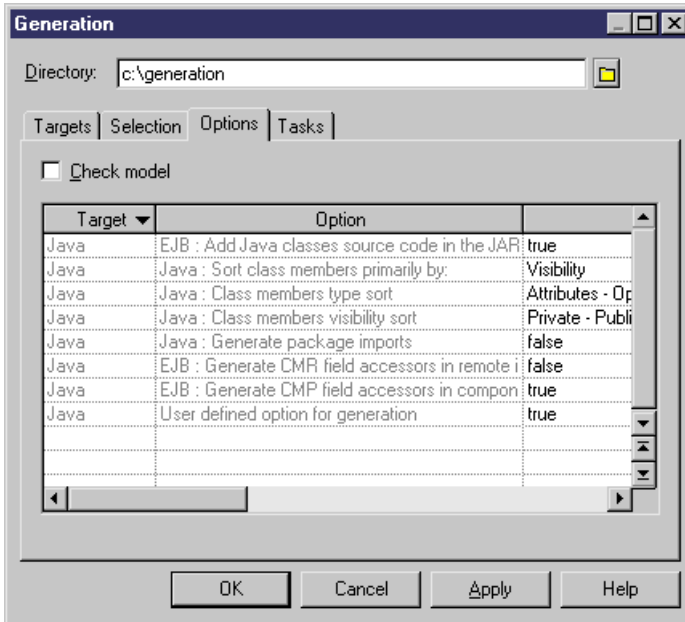 Generation
Directory: c:\generation
Targets Selection Options Tasks
Check model
Target Option
Java EJB : Add Java classes source code in the JAR true
Java Java : Sort class members primarily by: Visibility
Java Java : Class members type sort Attributes - Op
Java Java : Class members visibility sort Private - Publi
Java Java : Generate package imports false
Java EJB : Generate CMR field accessors in remote i false
Java EJB : Generate CMP field accessors in compon true
Java User defined option for generation true
OK Cancel Apply Help